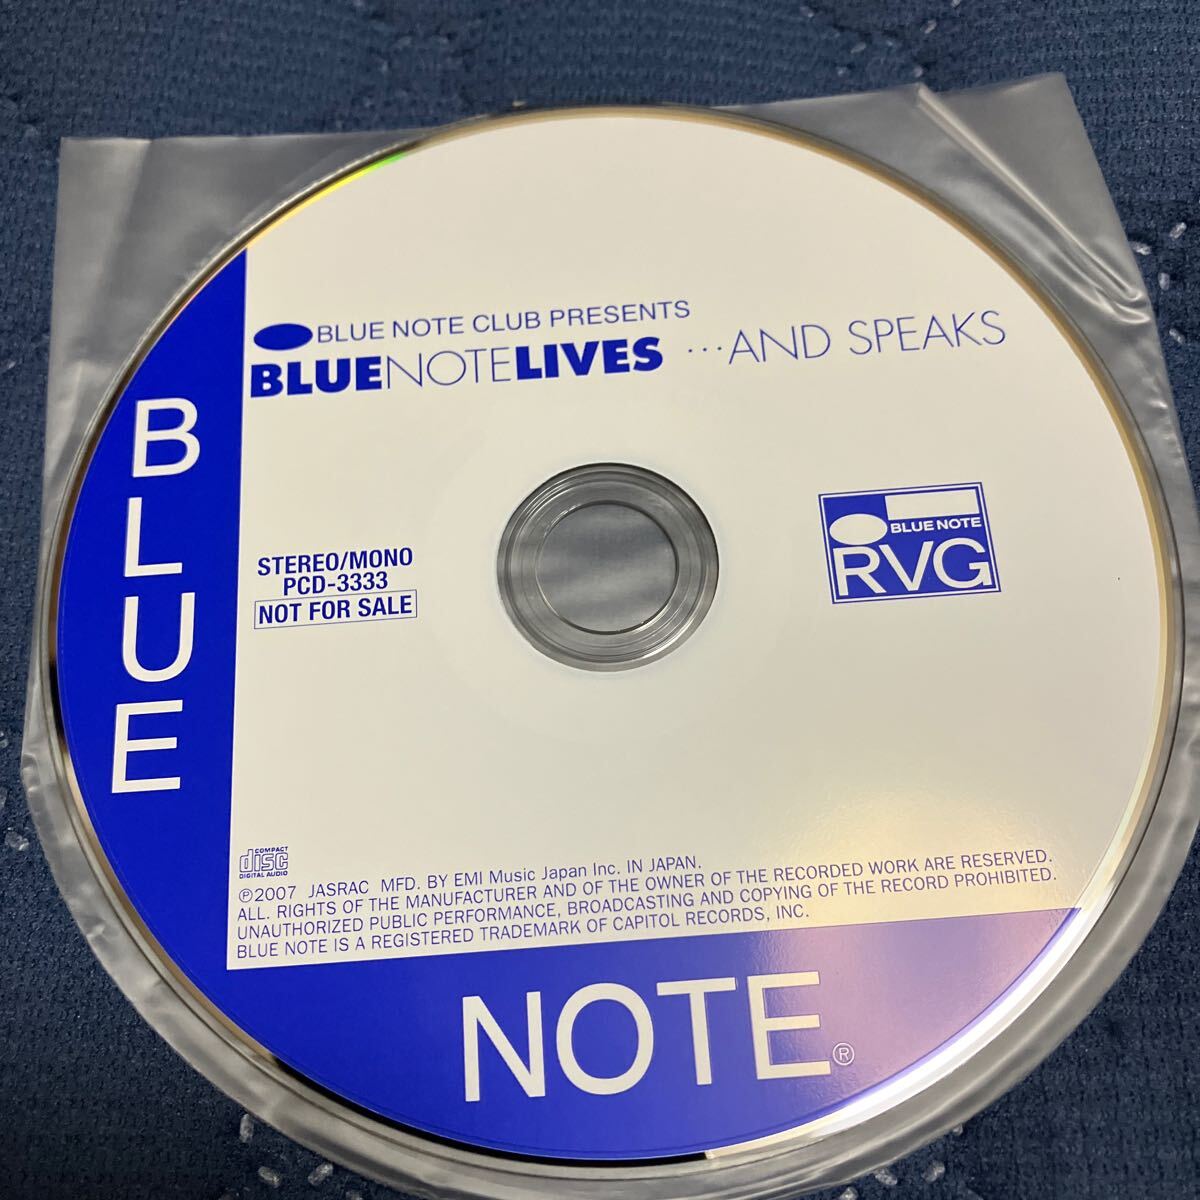 BLUE NOTE CLUB PRESENTS
BLUENOTELIVES ...AND SPEAKS
BLUE
STEREO/MONO
PCD-3333
NOT FOR SALE
BLUE NOTE
RVG
COMPACT
disc
DIGITAL AUDIO
℗2007 JASRAC MFD. BY EMI Music Japan Inc. IN JAPAN.
ALL. RIGHTS OF THE MANUFACTURER AND OF THE OWNER OF THE RECORDED WORK ARE RESERVED.
UNAUTHORIZED PUBLIC PERFORMANCE, BROADCASTING AND COPYING OF THE RECORD PROHIBITED.
BLUE NOTE IS A REGISTERED TRADEMARK OF CAPITOL RECORDS, INC.
NOTE®